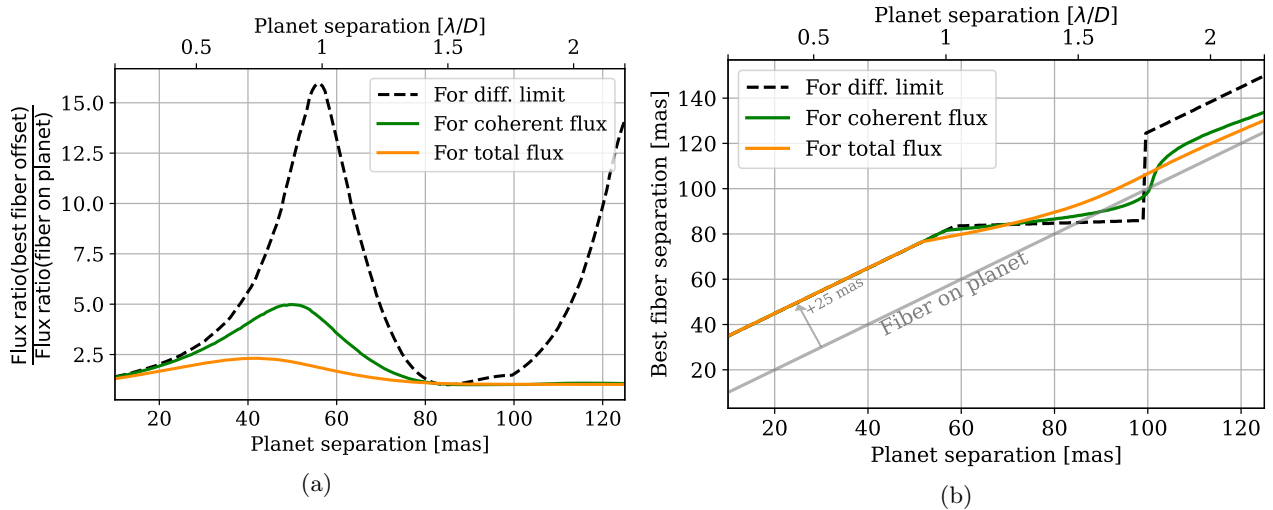 Planet separation [λ/D]
0.5 1 1.5 2
Flux ratio(best fiber offset)
Flux ratio(fiber on planet)
15.0
12.5
10.0
7.5
5.0
2.5
For diff. limit
For coherent flux
For total flux
20 40 60 80 100 120
Planet separation [mas]
(a)
Planet separation [λ/D]
0.5 1 1.5 2
Best fiber separation [mas]
140
120
100
80
60
40
20
For diff. limit
For coherent flux
For total flux
+25 mas
Fiber on planet
20 40 60 80 100 120
Planet separation [mas]
(b)